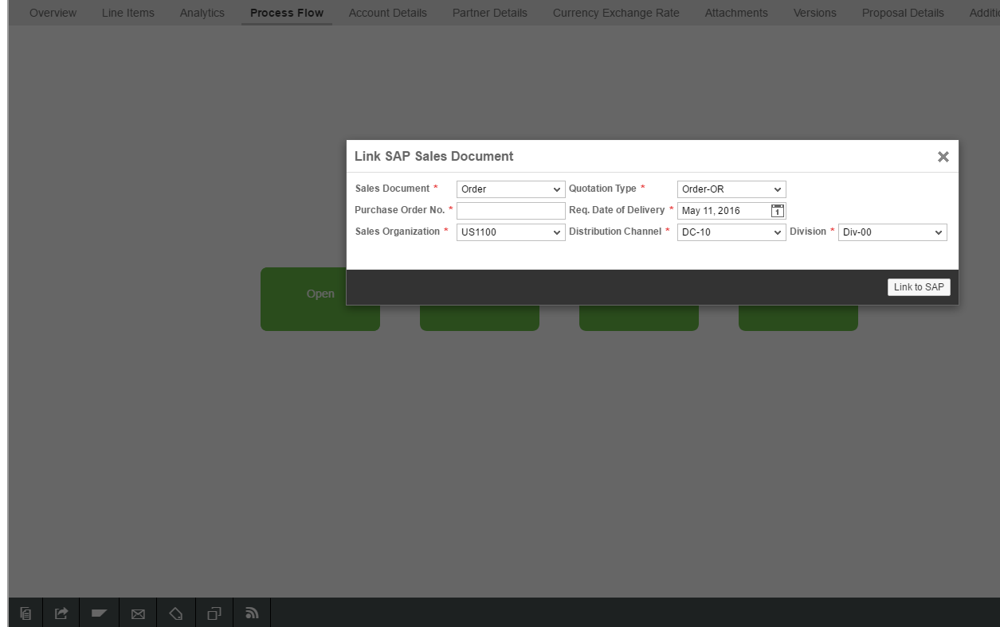 Overview Line Items Analytics Process Flow Account Details Partner Details Currency Exchange Rate Attachments Versions Proposal Details Additio
Link SAP Sales Document
Sales Document * Order Quotation Type * Order-OR
Purchase Order No. * Req. Date of Delivery * May 11, 2016 1
Sales Organization * US1100 Distribution Channel * DC-10 Division * Div-00
Link to SAP
Open